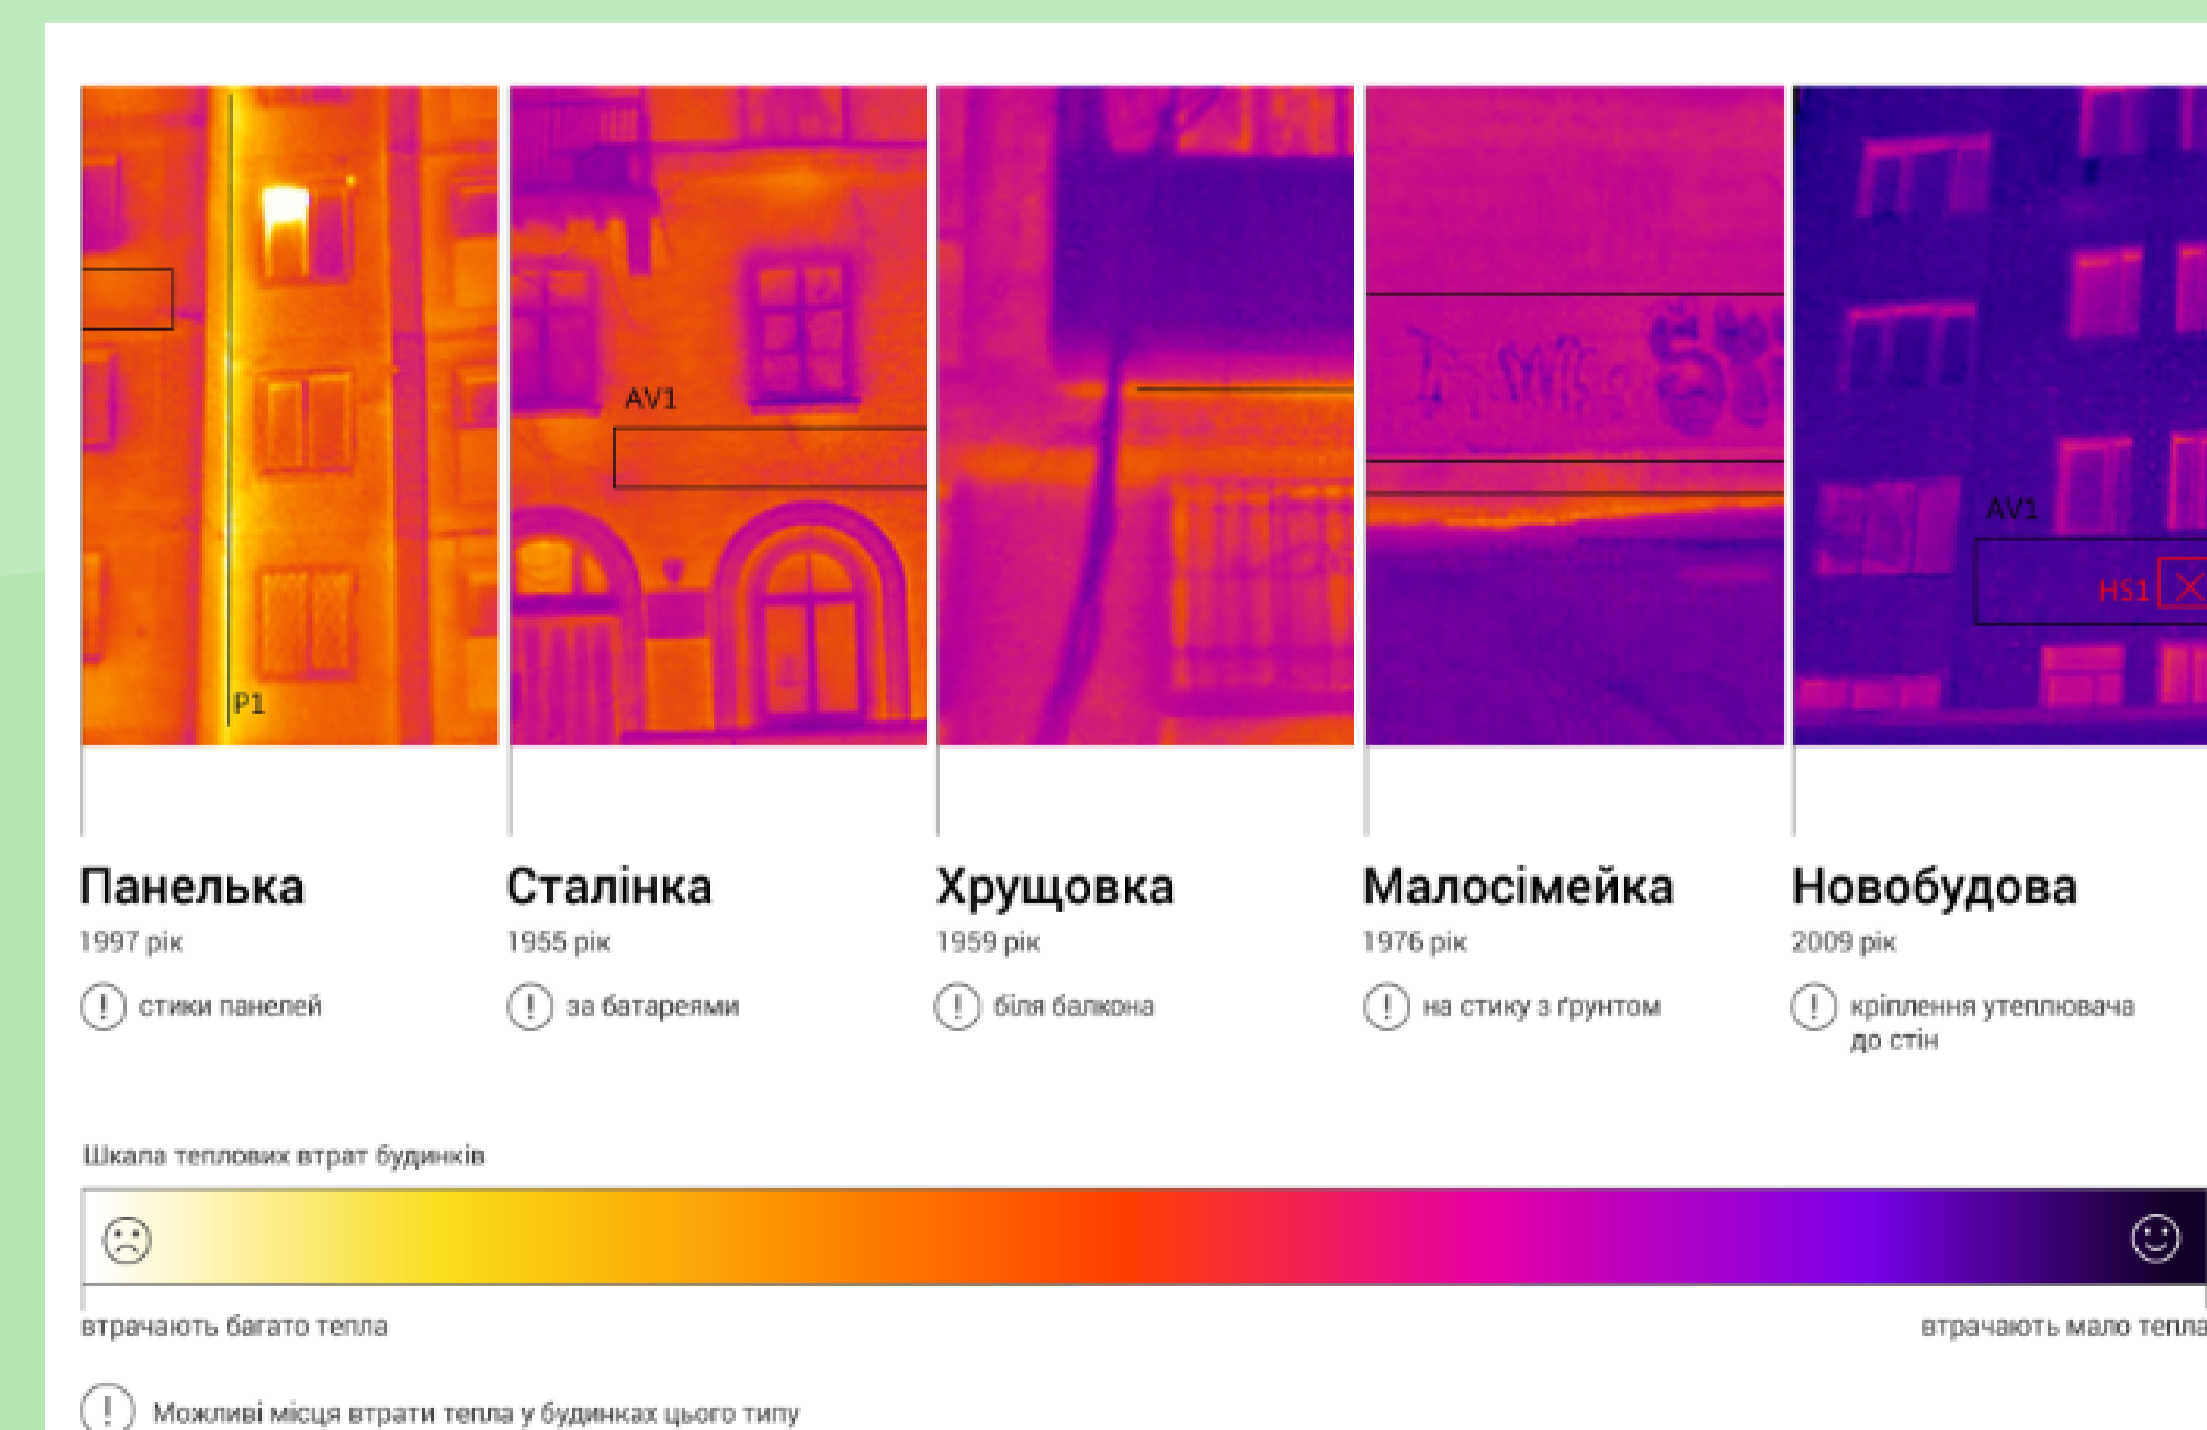 AV1
AV1
HS1
P1
Панелька
1997 рік
! стики панелей
Сталінка
1955 рік
! за батареями
Хрущовка
1959 рік
! біля балкона
Малосімейка
1976 рік
! на стику з ґрунтом
Новобудова
2009 рік
! кріплення утеплювача
до стін
Шкала теплових втрат будинків
втрачають багато тепла
втрачають мало тепла
! Можливі місця втрати тепла у будинках цього типу